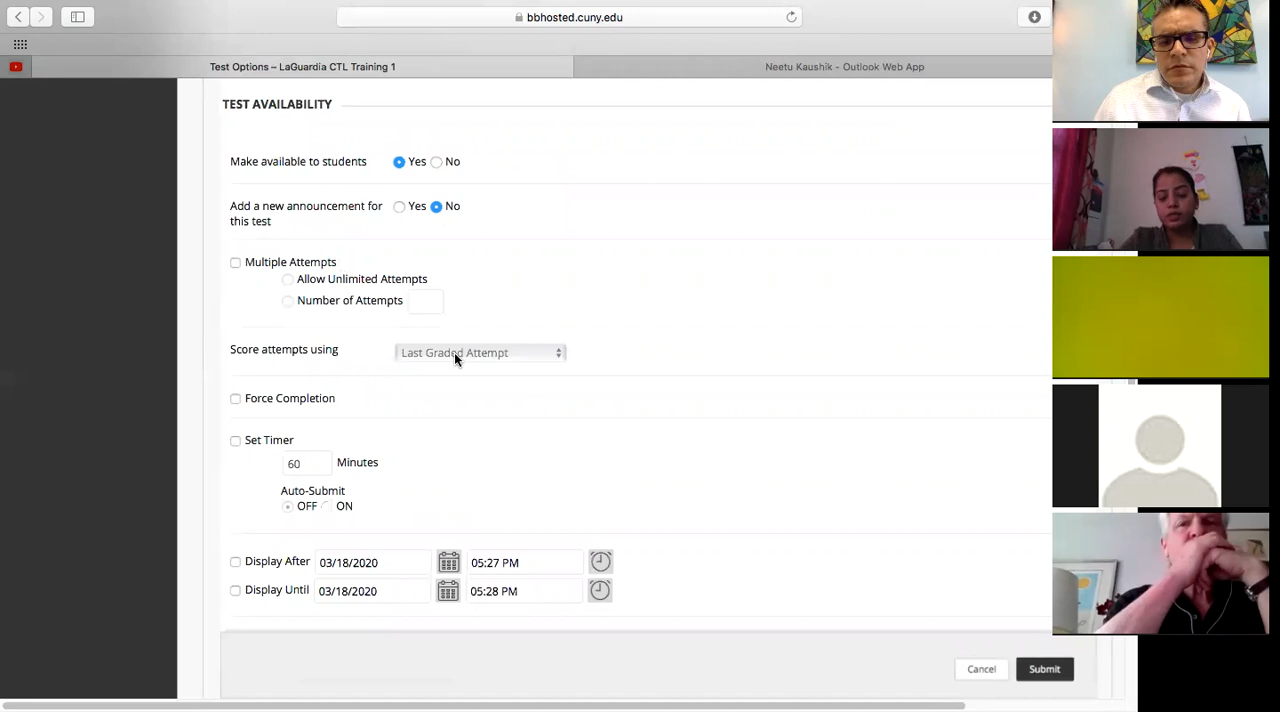 bbhosted.cuny.edu
Test Options – LaGuardia CTL Training 1
Neetu Kaushik - Outlook Web App
TEST AVAILABILITY
Make available to students Yes No
Add a new announcement for Yes No
this test
Multiple Attempts
Allow Unlimited Attempts
Number of Attempts
Score attempts using Last Graded Attempt
Force Completion
Set Timer
60 Minutes
Auto-Submit
OFF ON
Display After 03/18/2020 05:27 PM
Display Until 03/18/2020 05:28 PM
Cancel Submit